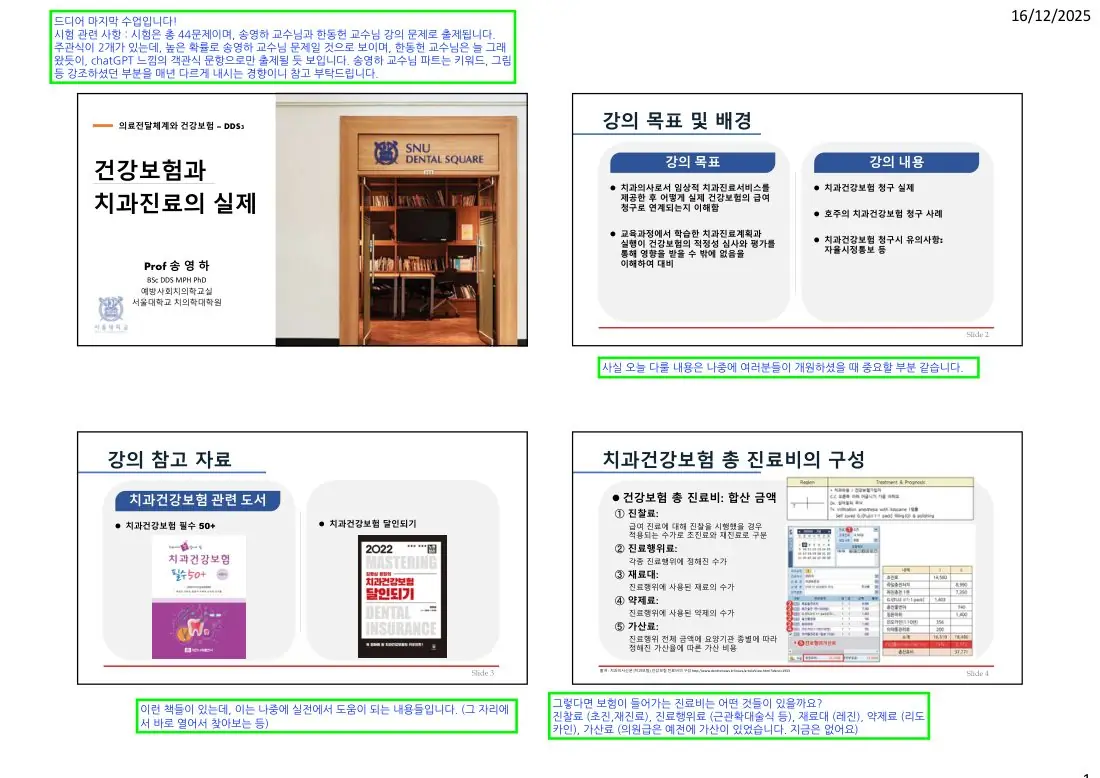 16/12/2025
드디어 마지막 수업입니다!
시험 관련 사항 : 시험은 총 44문제이며, 송영하 교수님과 한동헌 교수님 강의 문제로 출제됩니다.
주관식이 2개가 있는데, 높은 확률로 송영하 교수님 문제일 것으로 보이며, 한동헌 교수님은 늘 그래
왔듯이, chatGPT 느낌의 객관식 문항으로만 출제될 듯 보입니다. 송영하 교수님 파트는 키워드, 그림
등 강조하셨던 부분을 매년 다르게 내시는 경향이니 참고 부탁드립니다.
의료전달체계와 건강보험 – DDS3
건강보험과
치과진료의 실제
Prof 송 영 하
BSc DDS MPH PhD
예방사회치의학교실
서울대학교 치의학대학원
서울대학교
SNU
DENTAL SQUARE
강의 목표 및 배경
강의 목표
● 치과의사로서 임상적 치과진료서비스를
제공한 후 어떻게 실제 건강보험의 급여
청구로 연계되는지 이해함
● 교육과정에서 학습한 치과진료계획과
실행이 건강보험의 적정성 심사와 평가를
통해 영향을 받을 수 밖에 없음을
이해하여 대비
강의 내용
● 치과건강보험 청구 실제
● 호주의 치과건강보험 청구 사례
● 치과건강보험 청구시 유의사항:
자율시정통보 등
Slide 2
사실 오늘 다룰 내용은 나중에 여러분들이 개원하셨을 때 중요할 부분 같습니다.
강의 참고 자료
치과건강보험 관련 도서
● 치과건강보험 필수 50+
치과건강보험
필수50+
● 치과건강보험 달인되기
2022
MASTERING
치과건강보험
달인되기
DENTAL
INSURANCE
Slide 3
이런 책들이 있는데, 이는 나중에 실전에서 도움이 되는 내용들입니다. (그 자리에
서 바로 열어서 찾아보는 등)
치과건강보험 총 진료비의 구성
● 건강보험 총 진료비: 합산 금액
① 진찰료:
급여 진료에 대해 진찰을 시행했을 경우
적용되는 수가로 초진료와 재진료로 구분
② 진료행위료:
각종 진료행위에 정해진 수가
③ 재료대:
진료행위에 사용된 재료의 수가
④ 약제료:
진료행위에 사용된 약제의 수가
⑤ 가산료:
진료행위 전체 금액에 요양기관 종별에 따라
정해진 가산율에 따른 가산 비용
Region
Treatment & Prognosis
Slide 4
그렇다면 보험이 들어가는 진료비는 어떤 것들이 있을까요?
진찰료 (초진,재진료), 진료행위료 (근관확대술식 등), 재료대 (레진), 약제료 (리도
카인), 가산료 (의원급은 예전에 가산이 있었습니다. 지금은 없어요)
1